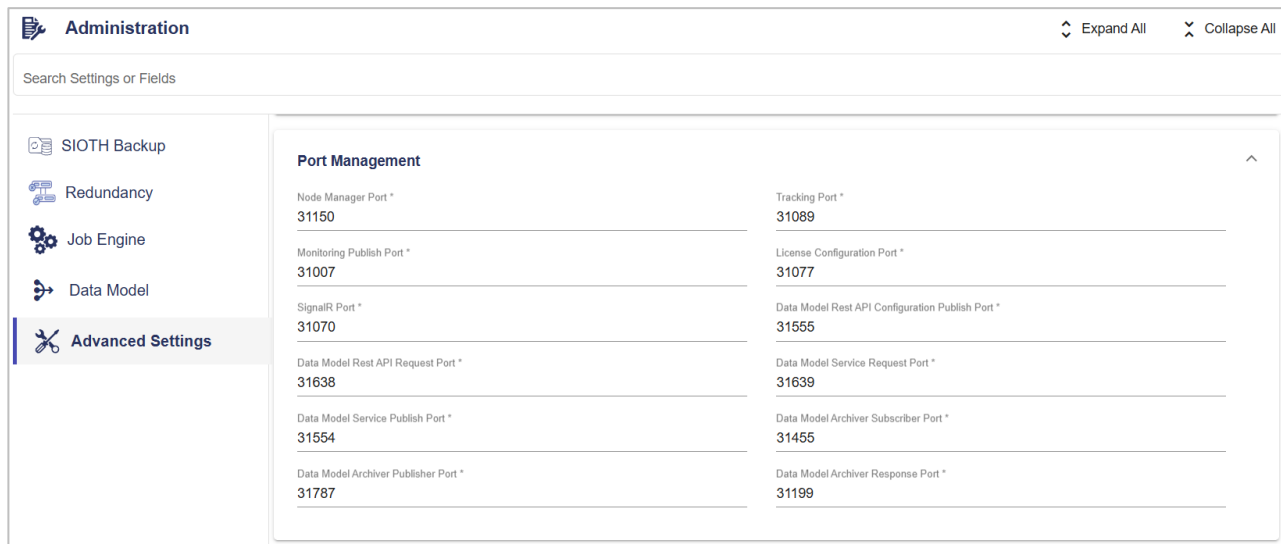 Administration
Expand All
Collapse All
Search Settings or Fields
SIOTH Backup
Redundancy
Job Engine
Data Model
Advanced Settings
Port Management
Node Manager Port *
31150
Tracking Port *
31089
Monitoring Publish Port *
31007
License Configuration Port *
31077
SignalR Port *
31070
Data Model Rest API Configuration Publish Port *
31555
Data Model Rest API Request Port *
31638
Data Model Service Request Port *
31639
Data Model Service Publish Port *
31554
Data Model Archiver Subscriber Port *
31455
Data Model Archiver Publisher Port *
31787
Data Model Archiver Response Port *
31199